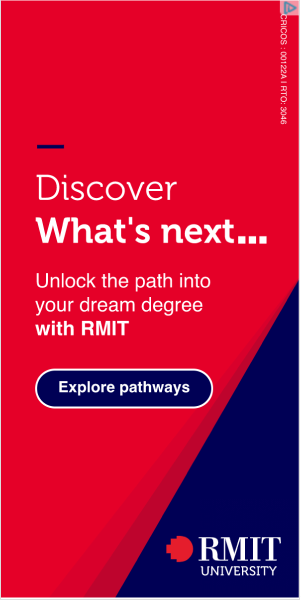 CRICOS : 00122A | RTO : 3046
Discover
What's next...
Unlock the path into
your dream degree
with RMIT
Explore pathways
RMIT
UNIVERSITY